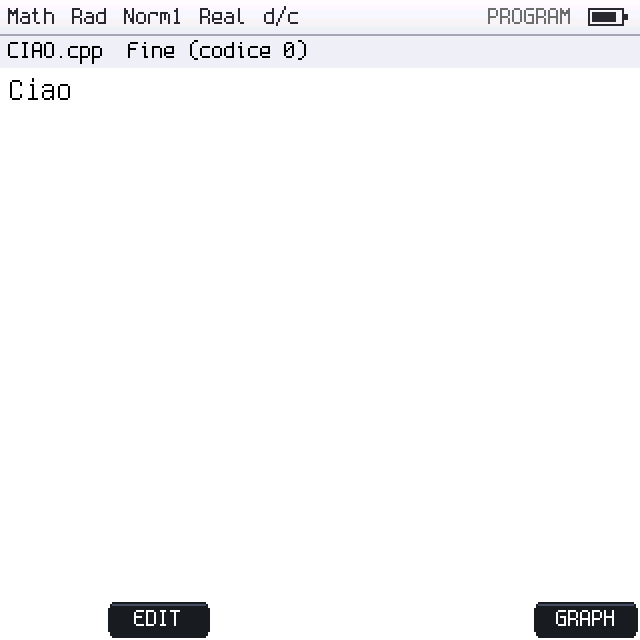 Math Rad Norm1 Real d/c PROGRAM
CIAO.cpp Fine (codice 0)
Ciao
EDIT GRAPH